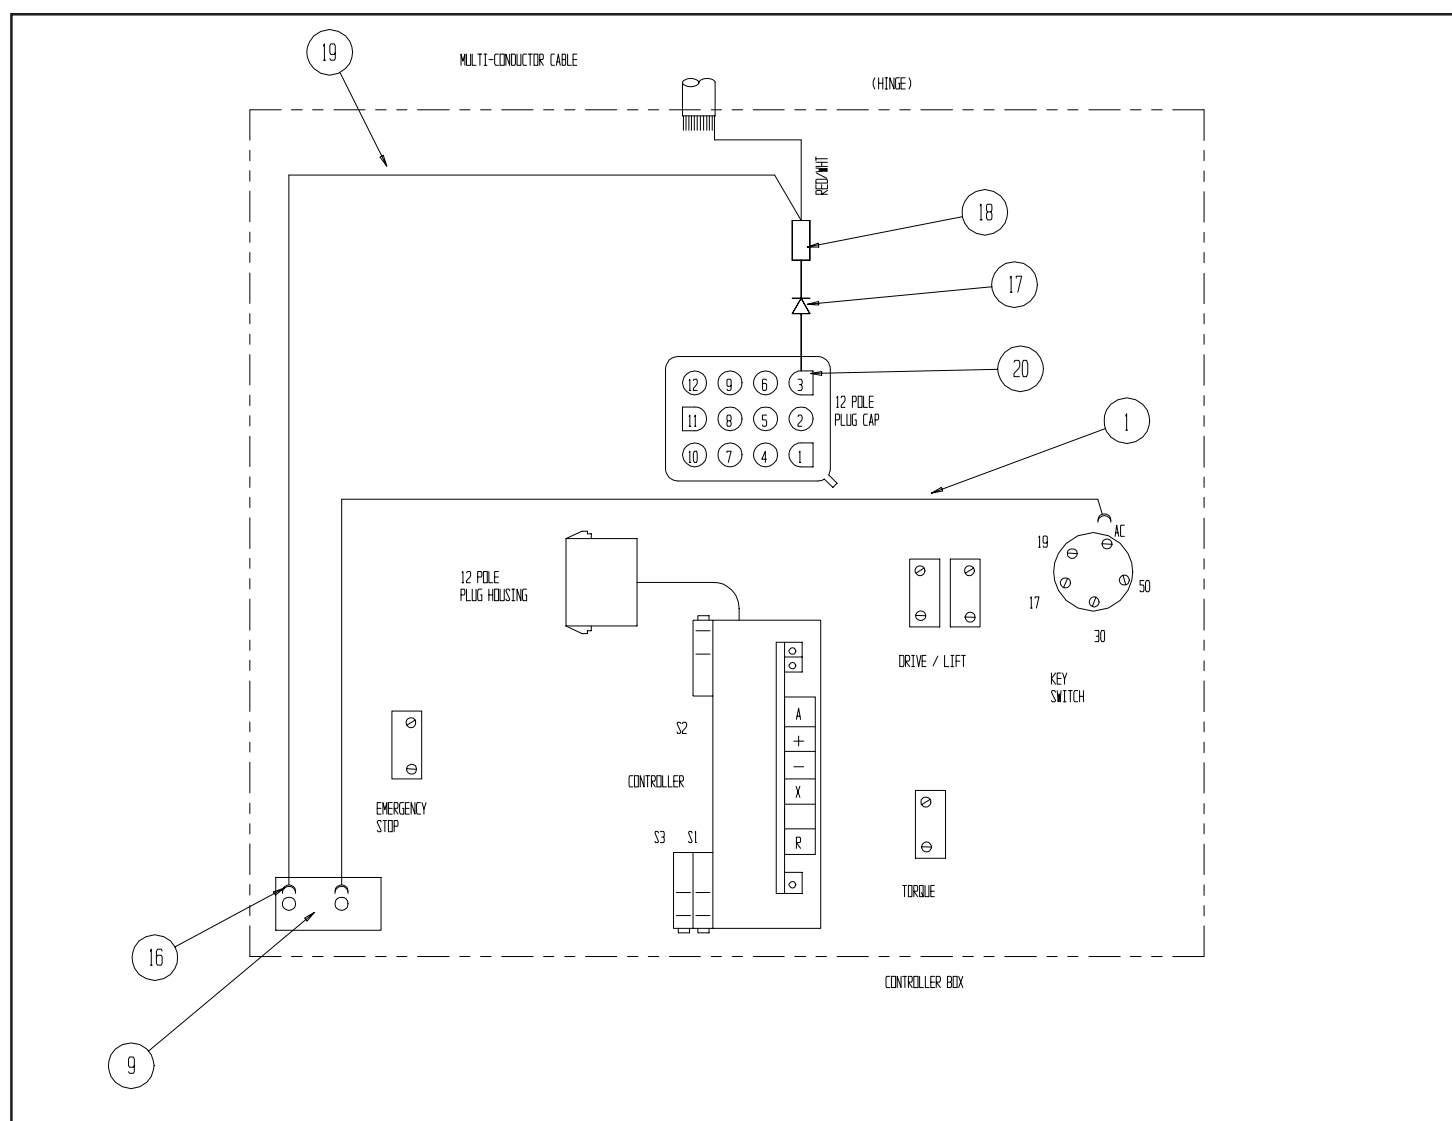 19
MULTI-CONDUCTOR CABLE
(HINGE)
RED/WHT
18
17
20
12 9 6 3
12 POLE
PLUG CAP
11 8 5 2
10 7 4 1
1
AC
19
50
17
30
KEY
SWITCH
12 POLE
PLUG HOUSING
DRIVE / LIFT
S2
A
+
−
X
R
CONTROLLER
EMERGENCY
STOP
S3 S1
TORQUE
16
CONTROLLER BOX
9